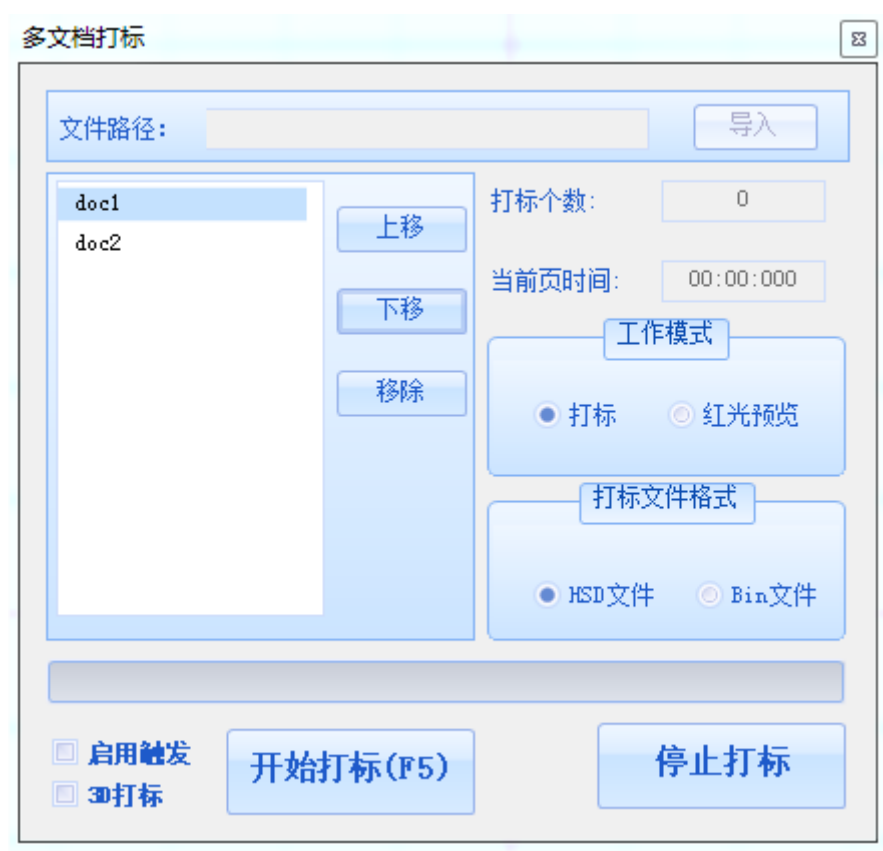 多文档打标
文件路径：
导入
doc1
doc2
上移
下移
移除
打标个数：
0
当前页时间：
00:00:000
工作模式
打标
红光预览
打标文件格式
HSD文件
Bin文件
启用触发
3D打标
开始打标(F5)
停止打标